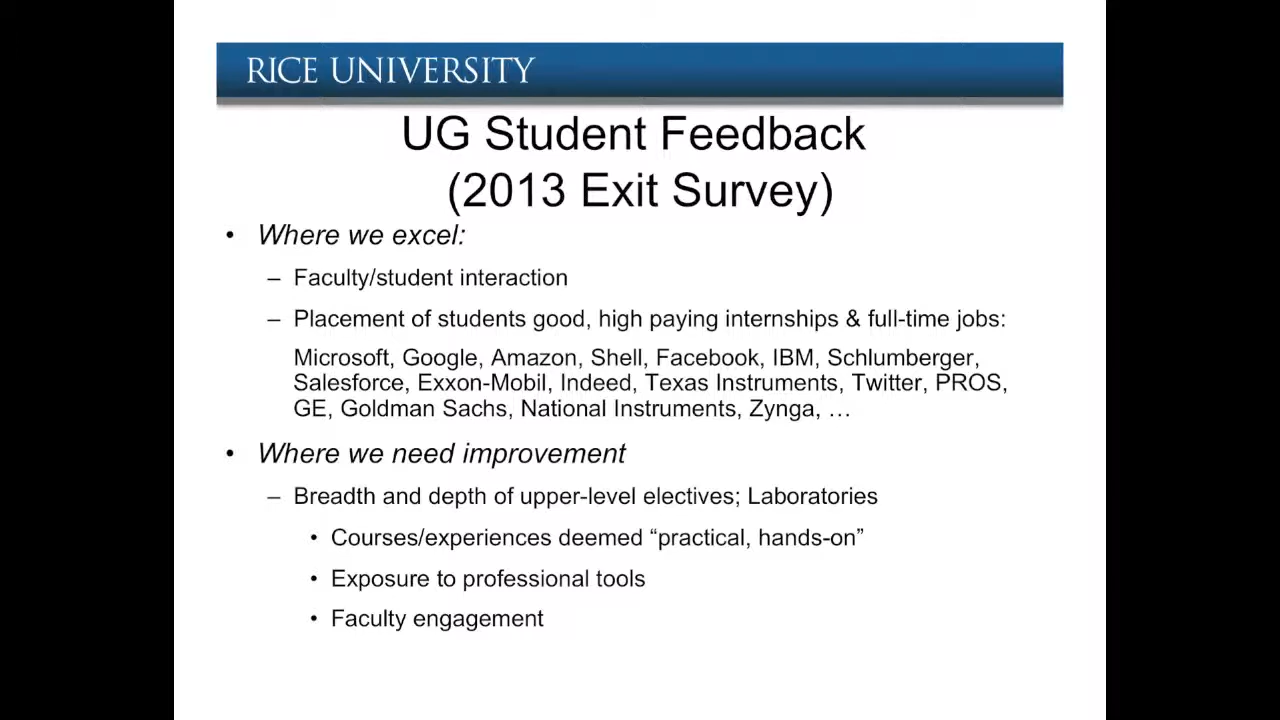 RICE UNIVERSITY
UG Student Feedback
(2013 Exit Survey)
• Where we excel:
– Faculty/student interaction
– Placement of students good, high paying internships & full-time jobs:
Microsoft, Google, Amazon, Shell, Facebook, IBM, Schlumberger,
Salesforce, Exxon-Mobil, Indeed, Texas Instruments, Twitter, PROS,
GE, Goldman Sachs, National Instruments, Zynga, …
• Where we need improvement
– Breadth and depth of upper-level electives; Laboratories
• Courses/experiences deemed “practical, hands-on”
• Exposure to professional tools
• Faculty engagement